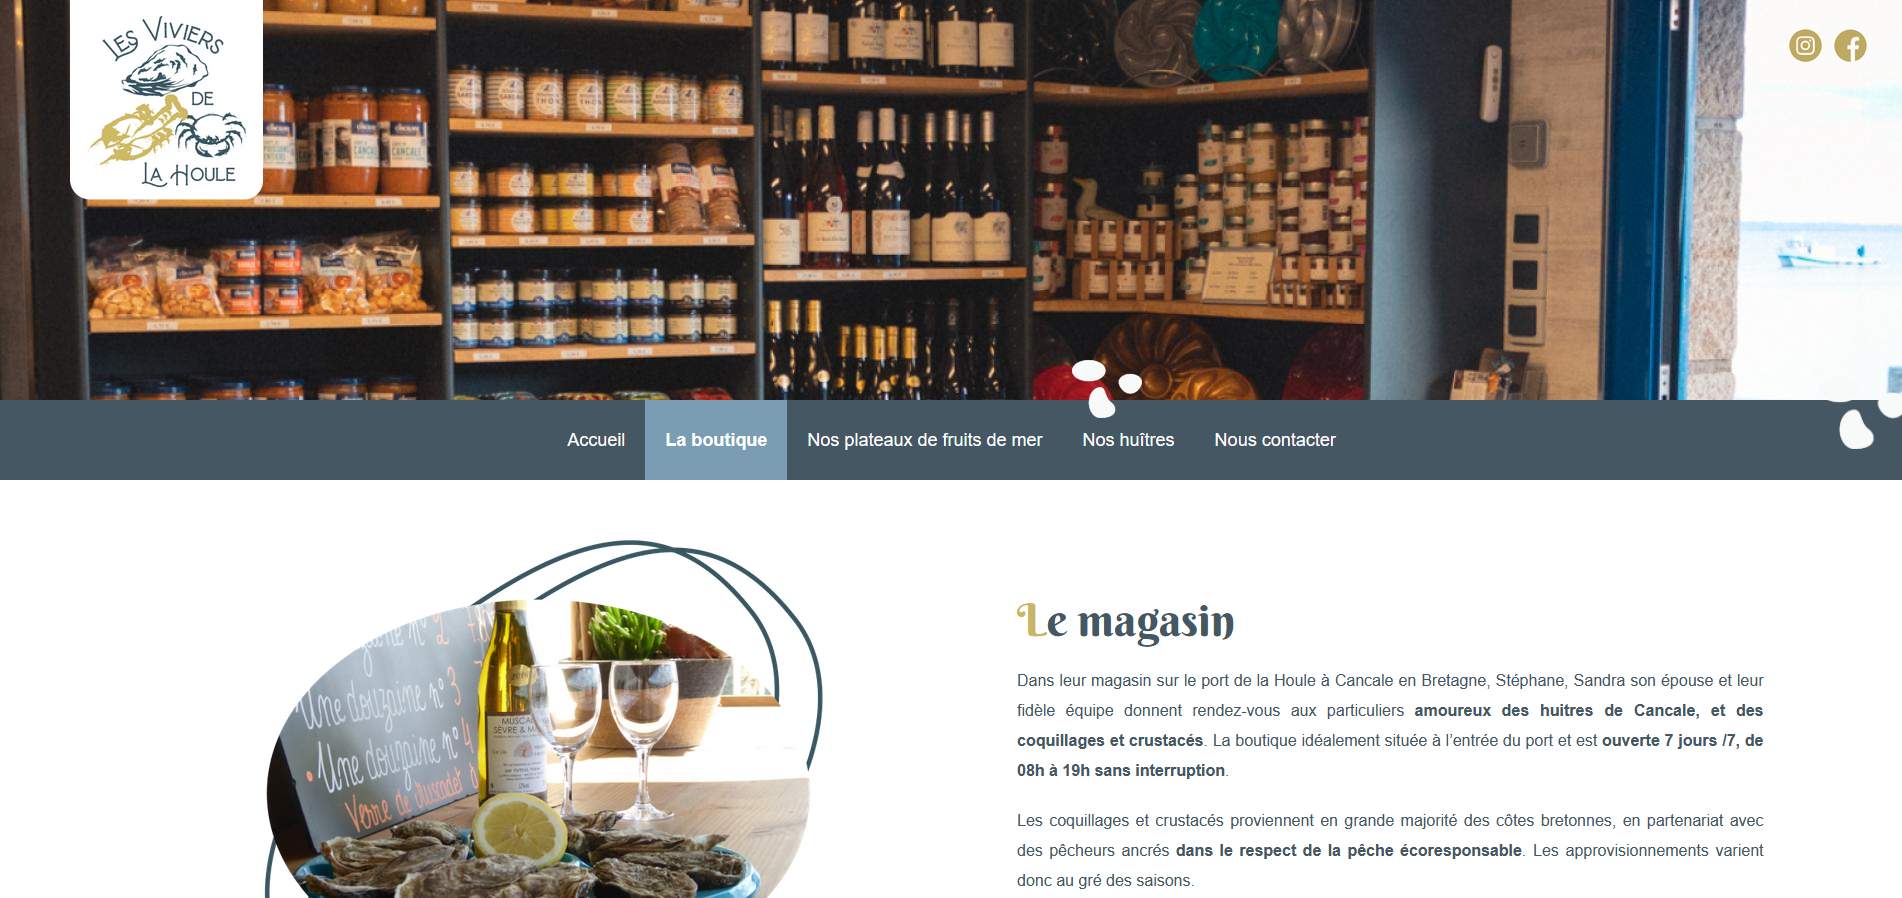 LES VIVIERS
DE
LA HOULE
Accueil
La boutique
Nos plateaux de fruits de mer
Nos huîtres
Nous contacter
Une douzaine n° 3
Une douzaine n° 4
Verre de Muscadet
2016
MUSCADET
SÈVRE & MAINE
Le magasin
Dans leur magasin sur le port de la Houle à Cancale en Bretagne, Stéphane, Sandra son épouse et leur
fidèle équipe donnent rendez-vous aux particuliers amoureux des huitres de Cancale, et des
coquillages et crustacés. La boutique idéalement située à l’entrée du port et est ouverte 7 jours /7, de
08h à 19h sans interruption.
Les coquillages et crustacés proviennent en grande majorité des côtes bretonnes, en partenariat avec
des pêcheurs ancrés dans le respect de la pêche écoresponsable. Les approvisionnements varient
donc au gré des saisons.